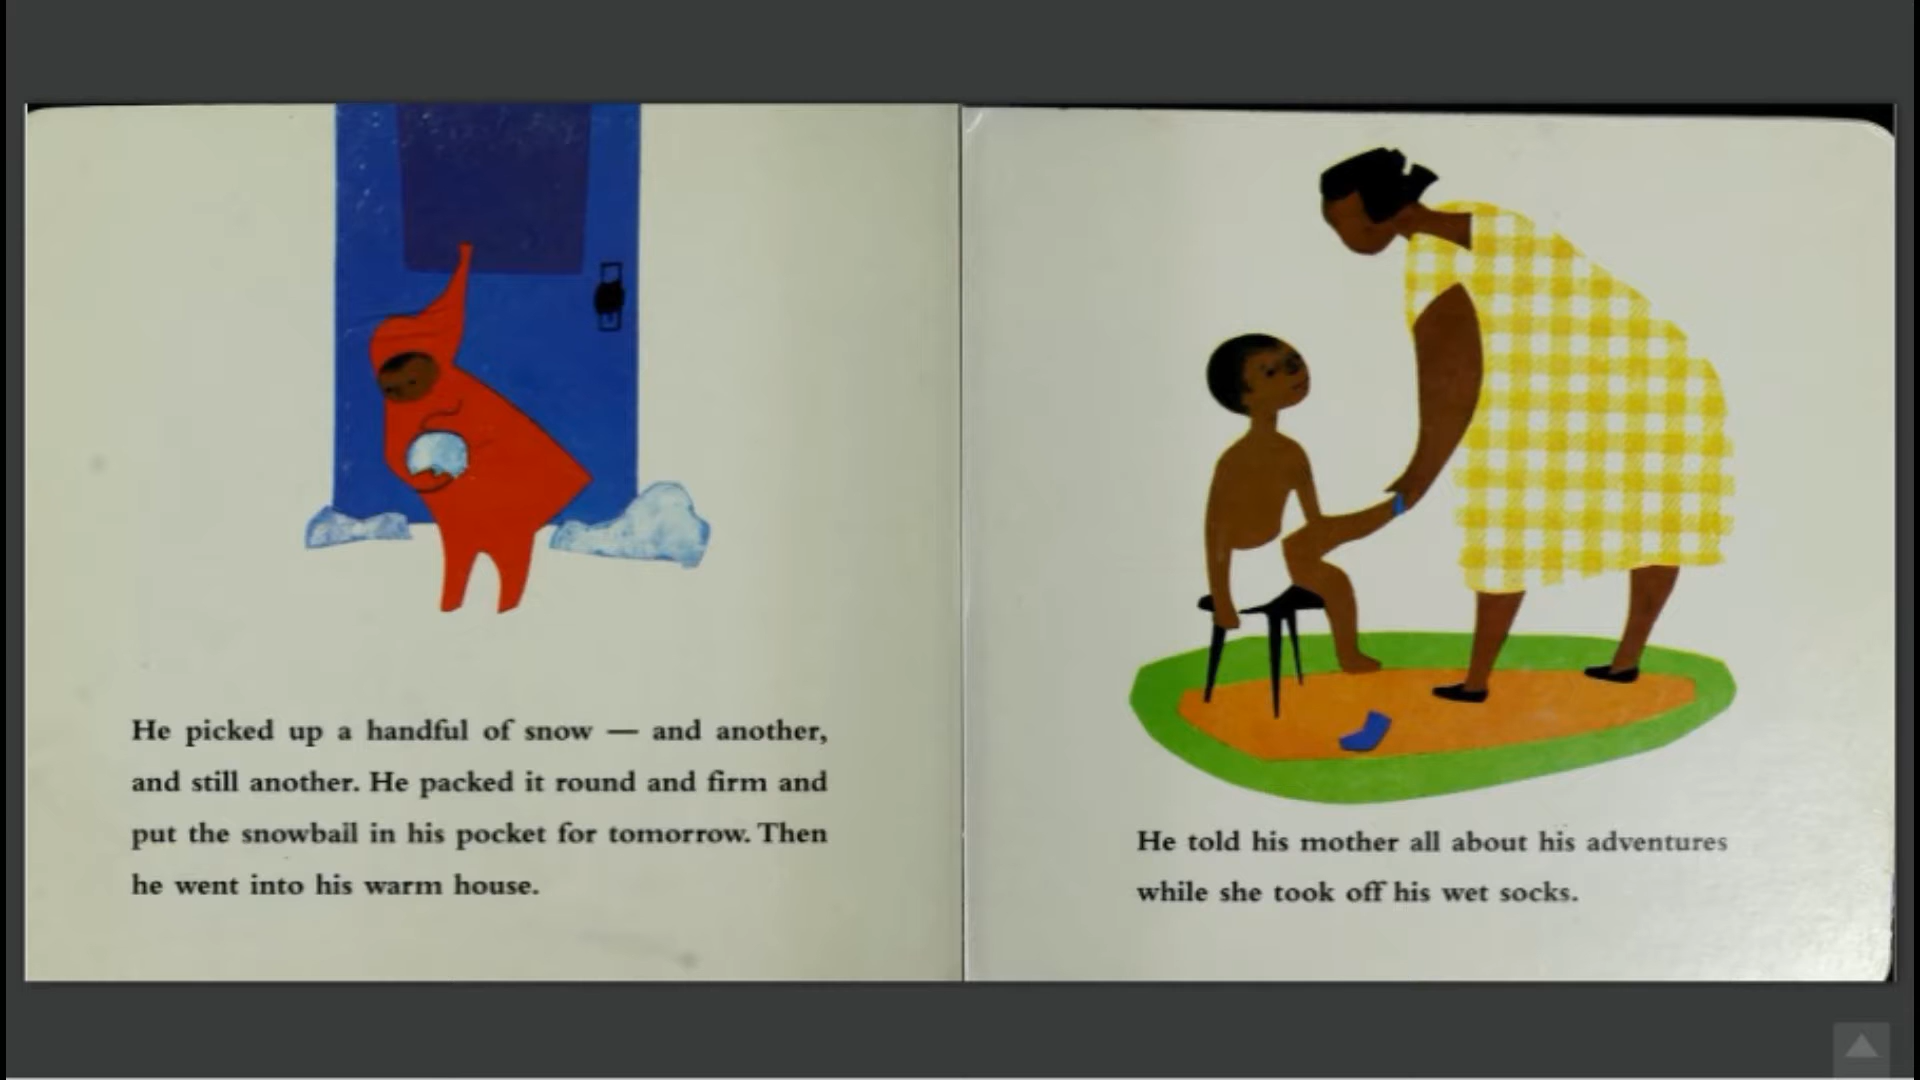 He picked up a handful of snow — and another,
and still another. He packed it round and firm and
put the snowball in his pocket for tomorrow. Then
he went into his warm house.
He told his mother all about his adventures
while she took off his wet socks.